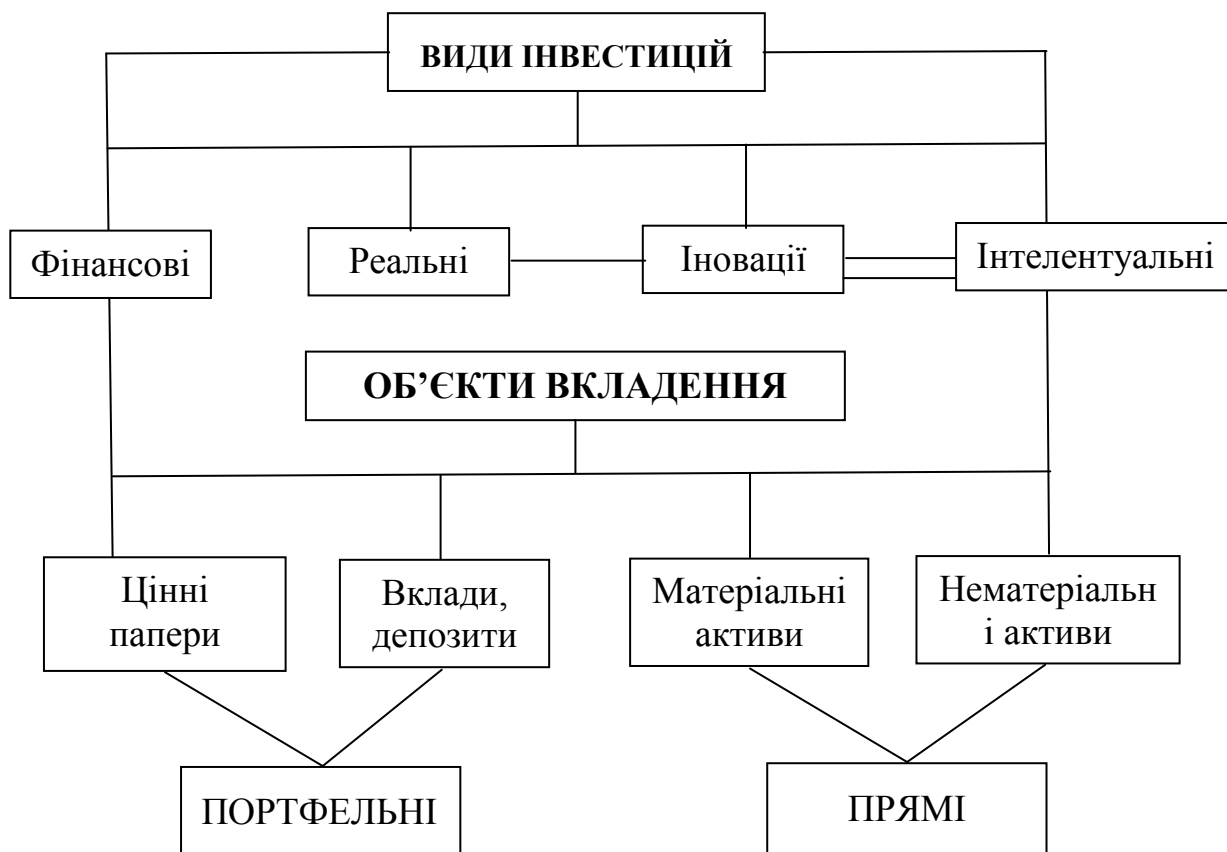 ВИДИ ІНВЕСТИЦІЙ
Фінансові
Реальні
Іновації
Інтелентуальні
ОБ’ЄКТИ ВКЛАДЕННЯ
Цінні
папери
Вклади,
депозити
Матеріальні
активи
Нематеріальн
і активи
ПОРТФЕЛЬНІ
ПРЯМІ